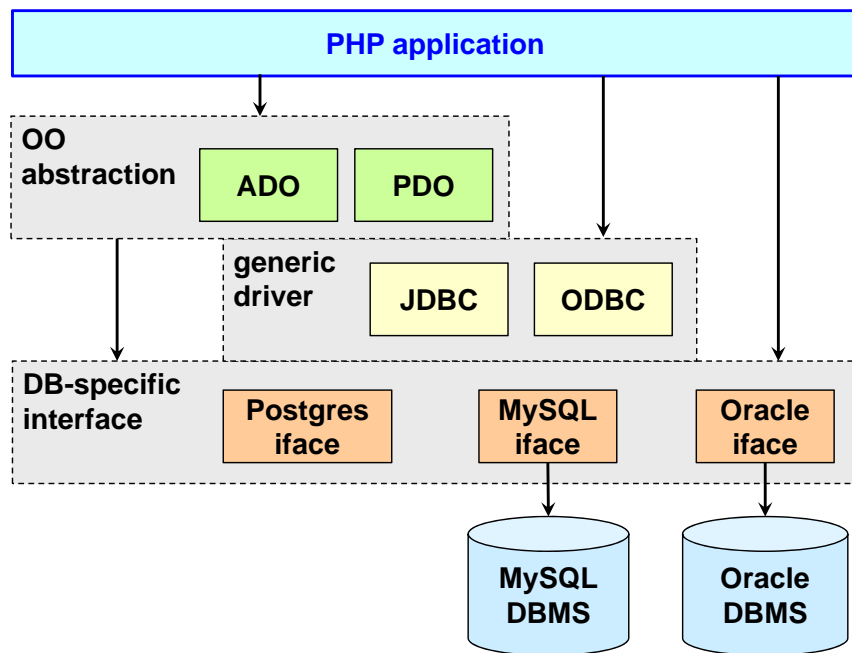 PHP application
OO
abstraction
ADO
PDO
generic
driver
JDBC
ODBC
DB-specific
interface
Postgres
iface
MySQL
iface
Oracle
iface
MySQL
DBMS
Oracle
DBMS